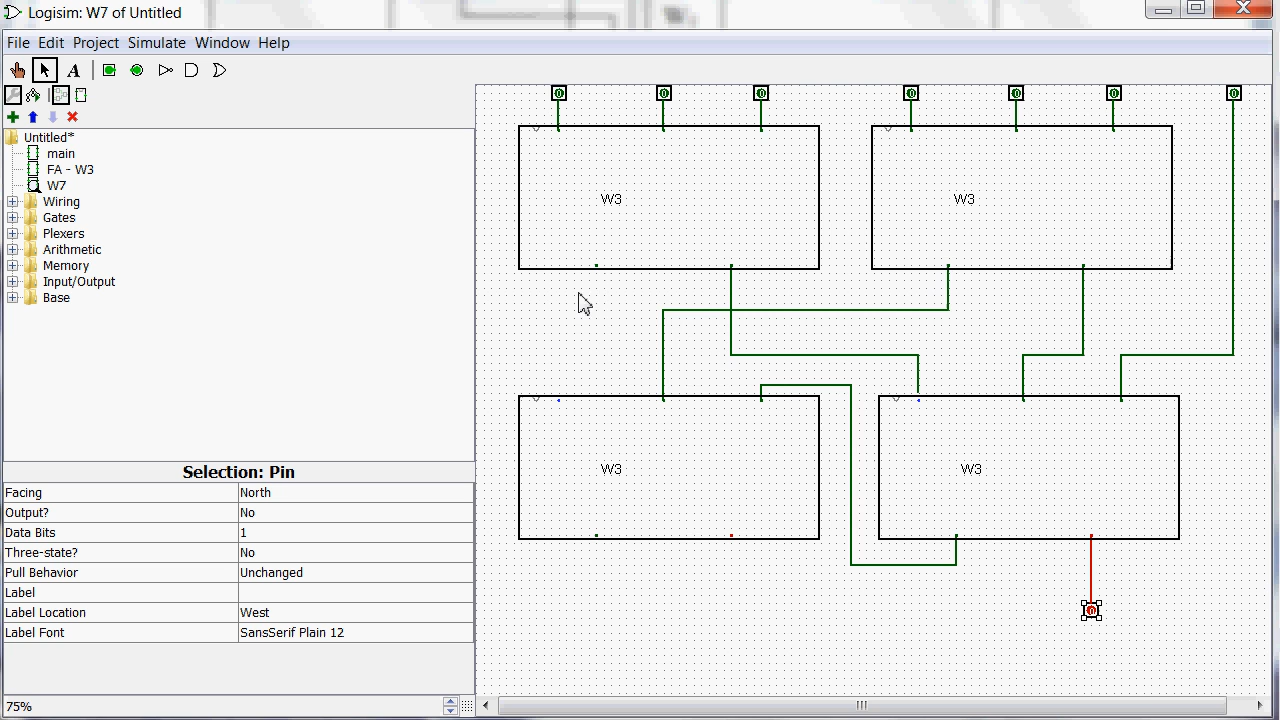 Logisim: W7 of Untitled
File Edit Project Simulate Window Help
A
Untitled*
main
FA - W3
W7
Wiring
Gates
Plexers
Arithmetic
Memory
Input/Output
Base
Selection: Pin
Facing North
Output? No
Data Bits 1
Three-state? No
Pull Behavior Unchanged
Label
Label Location West
Label Font SansSerif Plain 12
75%
0 0 0 0 0 0 0
W3 W3
W3 W3